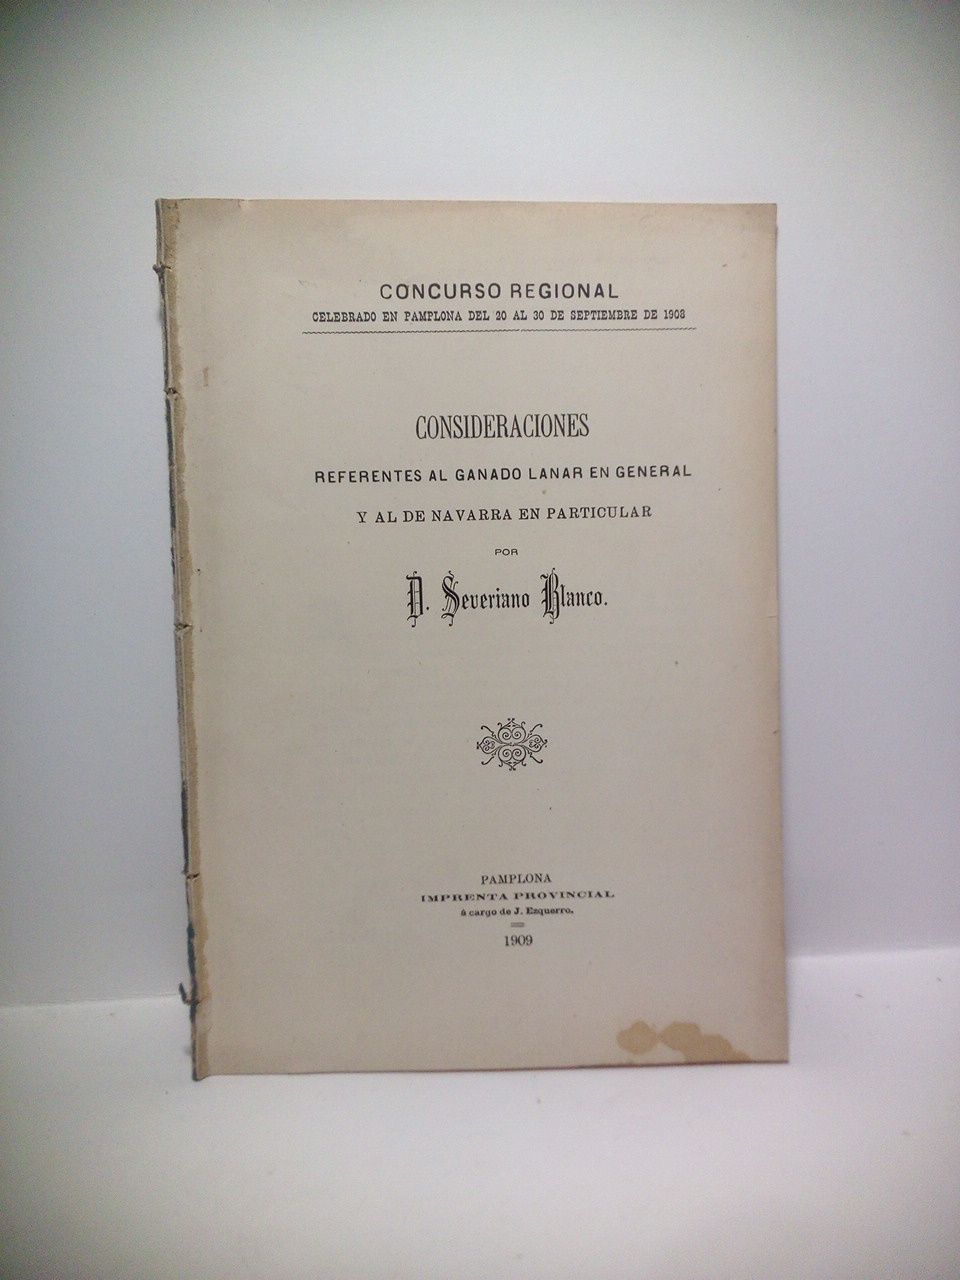 CONCURSO REGIONAL
CELEBRADO EN PAMPLONA DEL 20 AL 30 DE SEPTIEMBRE DE 1908
CONSIDERACIONES
REFERENTES AL GANADO LANAR EN GENERAL
Y AL DE NAVARRA EN PARTICULAR
POR
D. Severiano Blanco.
PAMPLONA
IMPRENTA PROVINCIAL
á cargo de J. Ezquerro.
1909